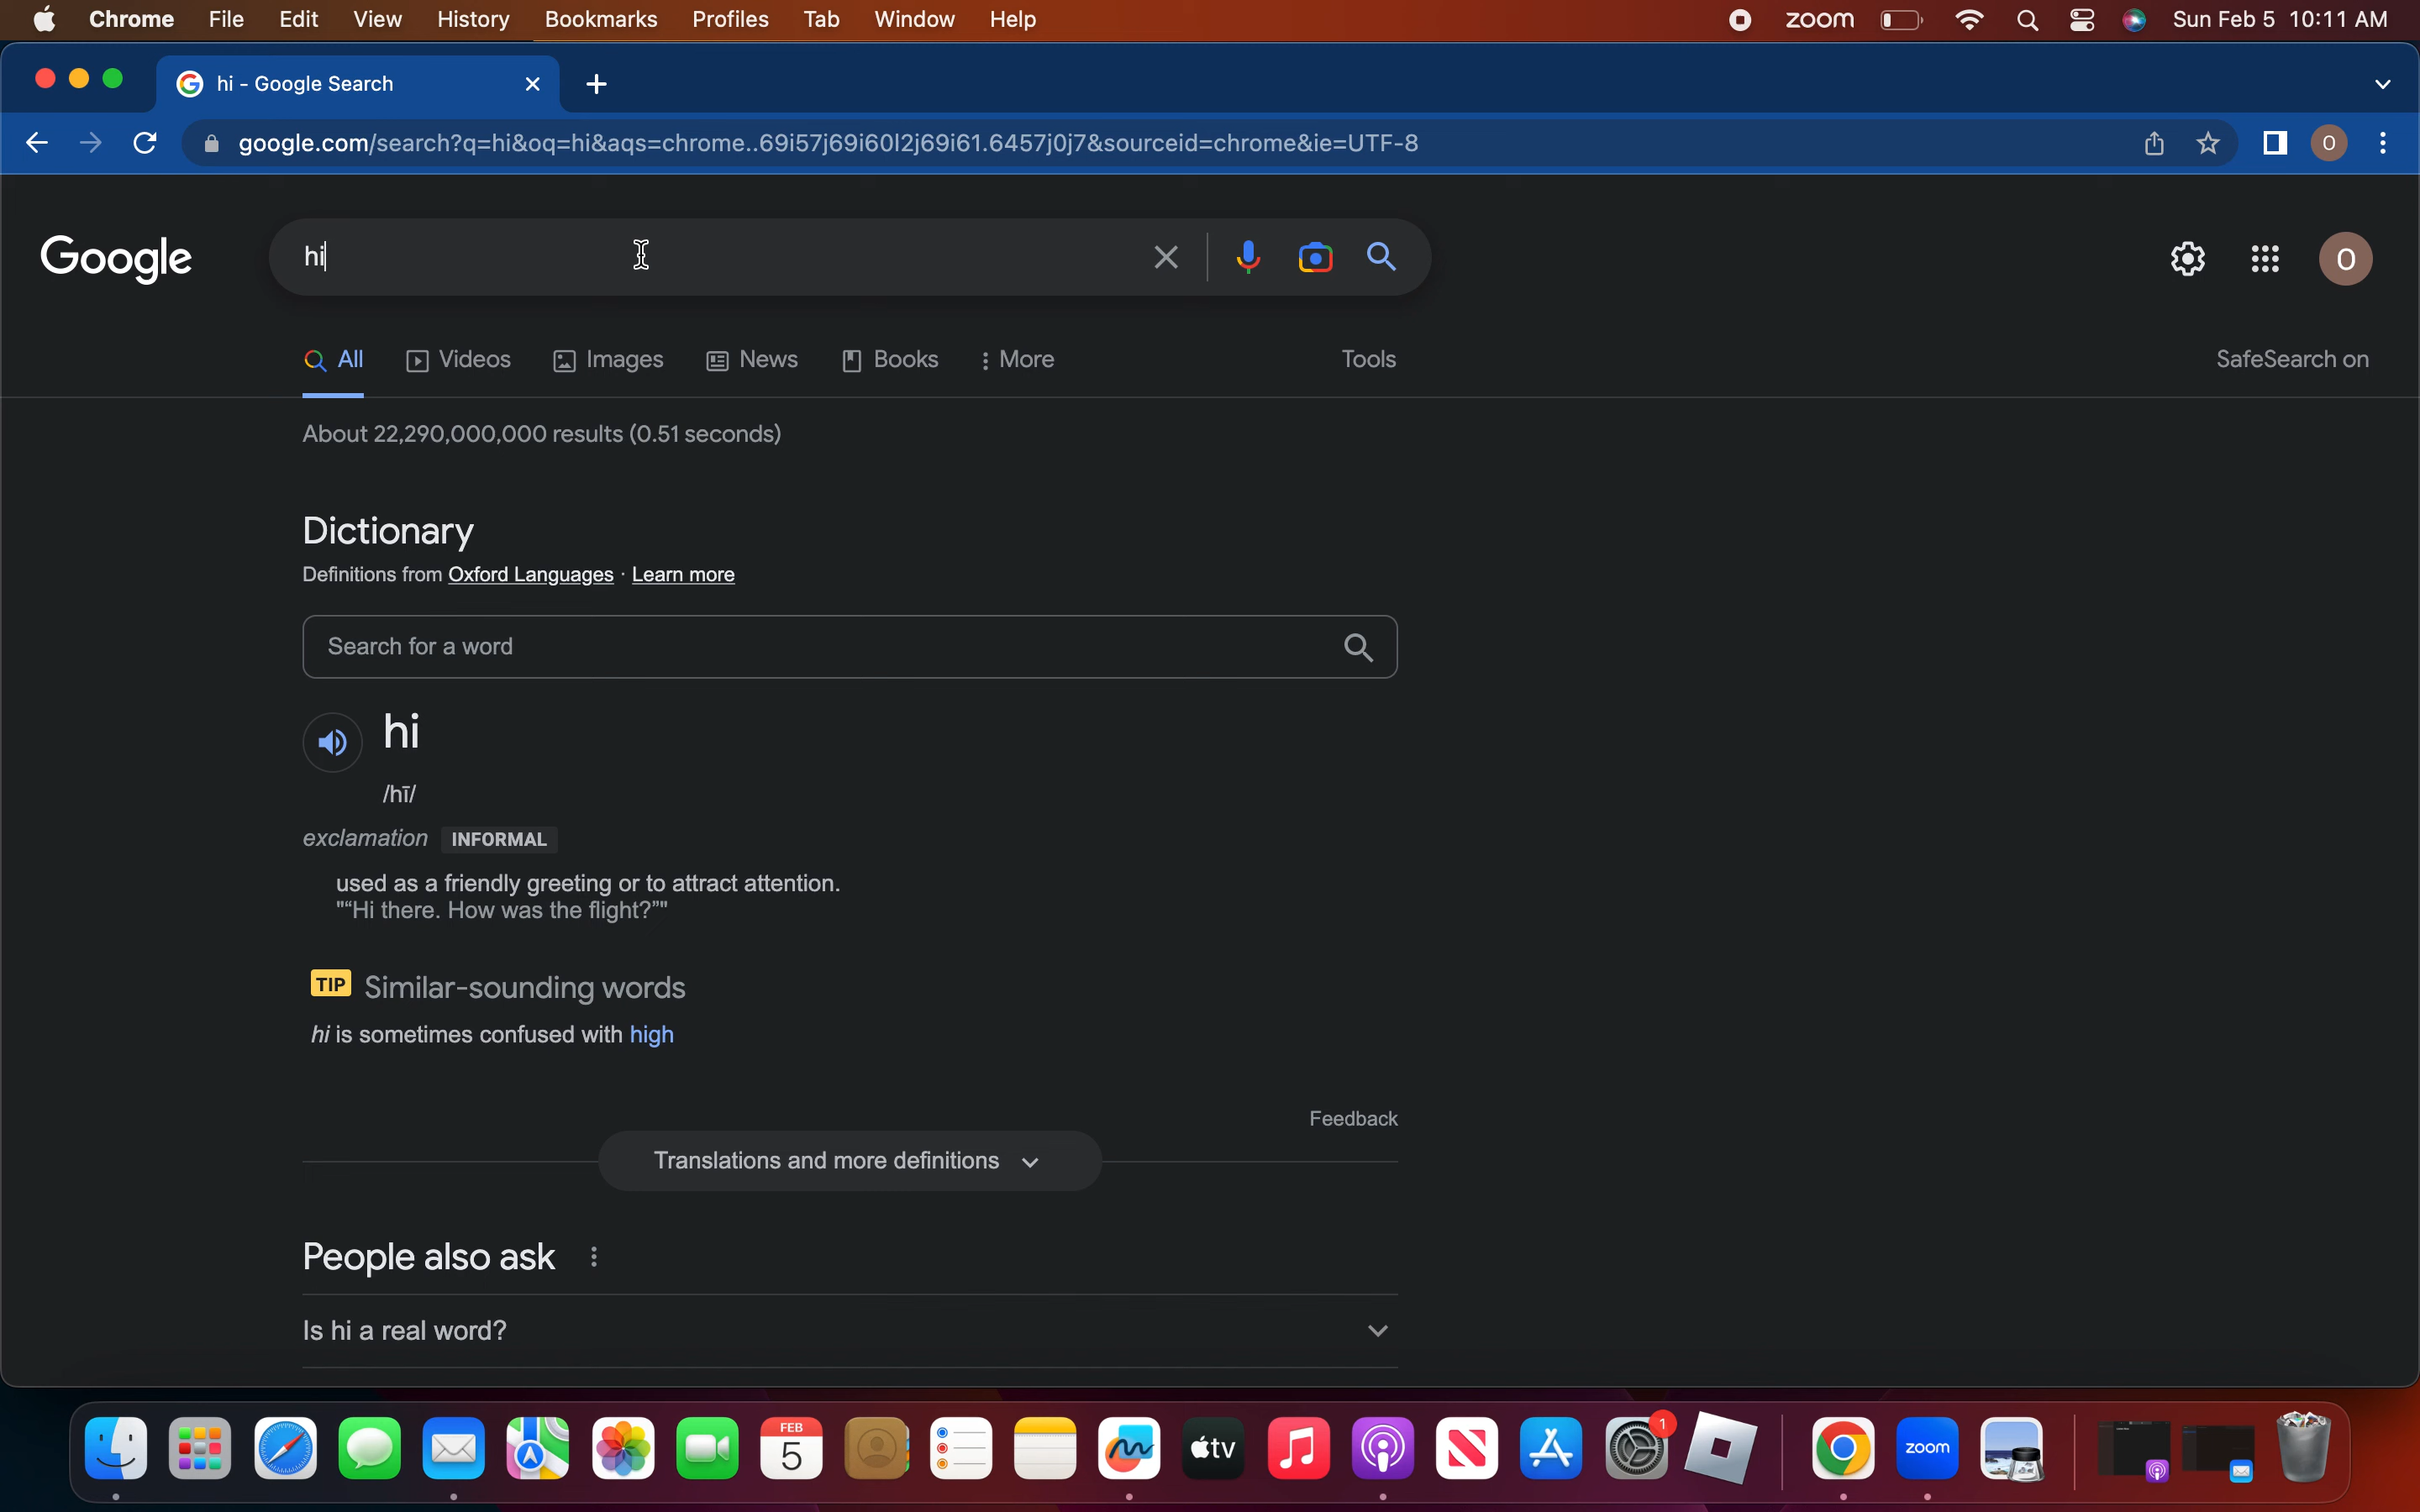 Chrome File Edit View History Bookmarks Profiles Tab Window Help zoom Sun Feb 5 10:11 AM
hi - Google Search
google.com/search?q=hi&oq=hi&aqs=chrome..69i57j69i60l2j69i61.6457j0j7&sourceid=chrome&ie=UTF-8 O
Google hi O
All Videos Images News Books More Tools SafeSearch on
About 22,290,000,000 results (0.51 seconds)
Dictionary
Definitions from Oxford Languages · Learn more
Search for a word
hi
/hī/
exclamation INFORMAL
used as a friendly greeting or to attract attention.
"“Hi there. How was the flight?”"
TIP Similar-sounding words
hi is sometimes confused with high
Feedback
Translations and more definitions
People also ask
Is hi a real word?
FEB
5
tv
1
zoom